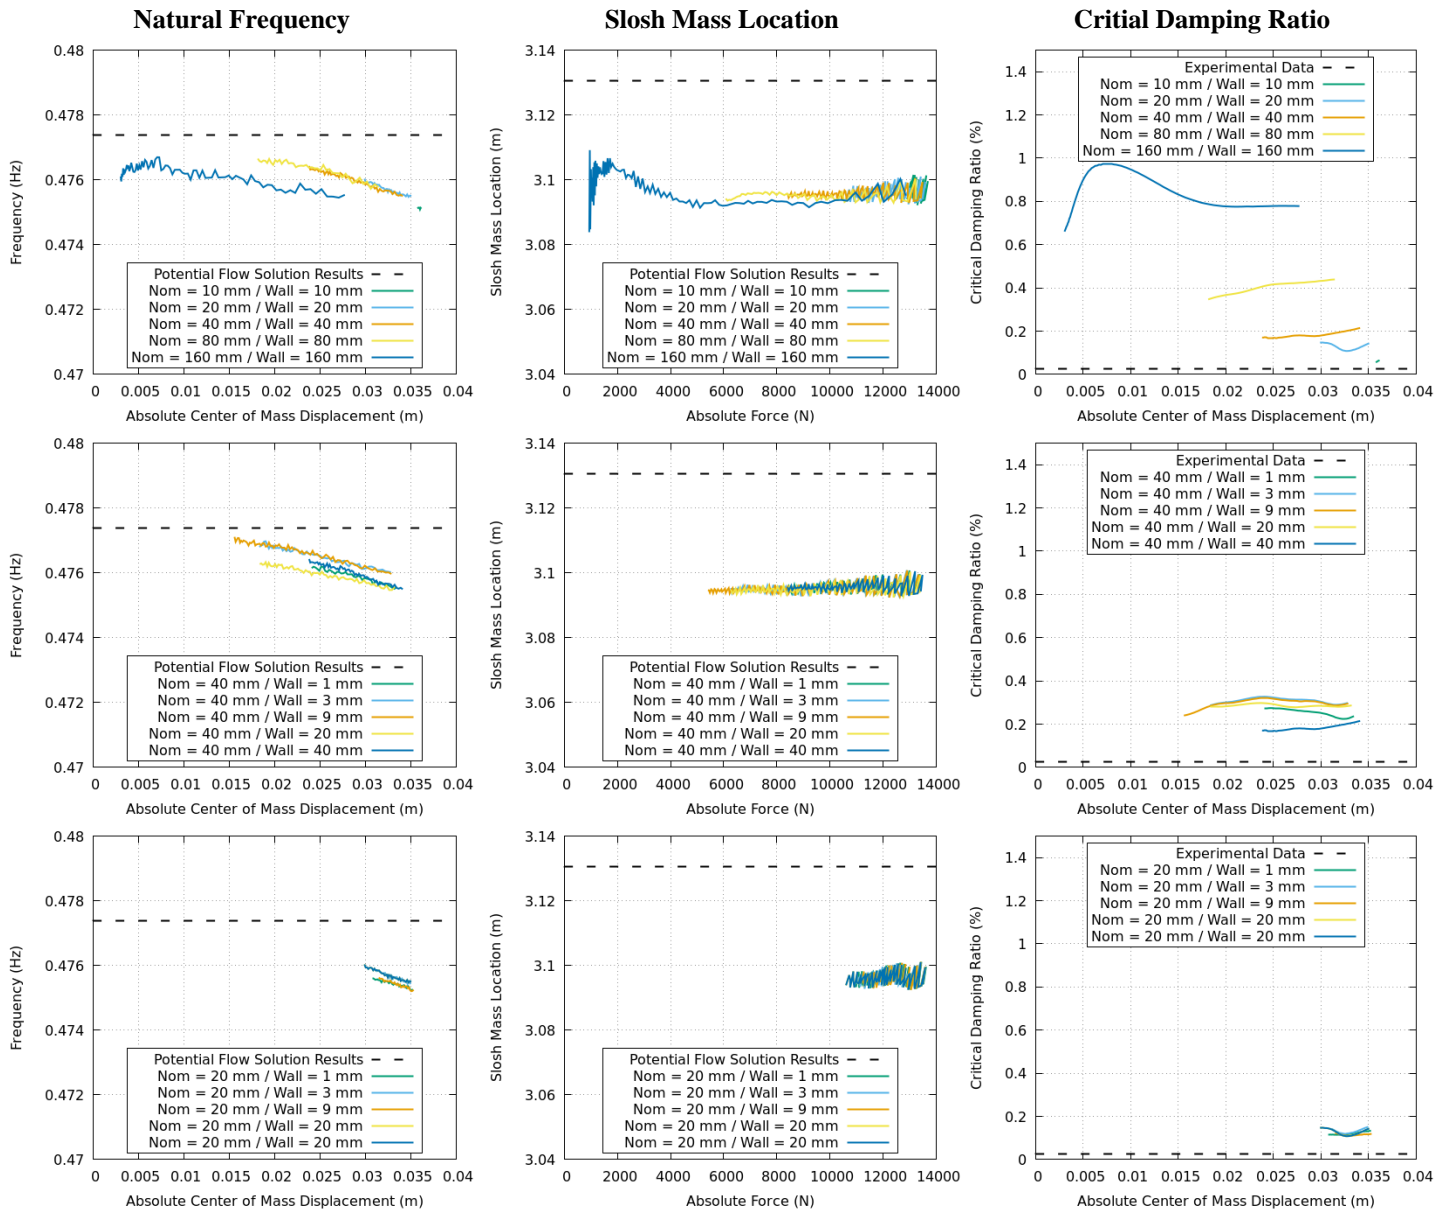 Natural Frequency
Slosh Mass Location
Critial Damping Ratio
0.48
0.478
0.476
0.474
0.472
0.47
Frequency (Hz)
Potential Flow Solution Results
Nom = 10 mm / Wall = 10 mm
Nom = 20 mm / Wall = 20 mm
Nom = 40 mm / Wall = 40 mm
Nom = 80 mm / Wall = 80 mm
Nom = 160 mm / Wall = 160 mm
0 0.005 0.01 0.015 0.02 0.025 0.03 0.035 0.04
Absolute Center of Mass Displacement (m)
3.14
3.12
3.1
3.08
3.06
3.04
Slosh Mass Location (m)
Potential Flow Solution Results
Nom = 10 mm / Wall = 10 mm
Nom = 20 mm / Wall = 20 mm
Nom = 40 mm / Wall = 40 mm
Nom = 80 mm / Wall = 80 mm
Nom = 160 mm / Wall = 160 mm
0 2000 4000 6000 8000 10000 12000 14000
Absolute Force (N)
1.4
1.2
1
0.8
0.6
0.4
0.2
0
Critical Damping Ratio (%)
Experimental Data
Nom = 10 mm / Wall = 10 mm
Nom = 20 mm / Wall = 20 mm
Nom = 40 mm / Wall = 40 mm
Nom = 80 mm / Wall = 80 mm
Nom = 160 mm / Wall = 160 mm
0 0.005 0.01 0.015 0.02 0.025 0.03 0.035 0.04
Absolute Center of Mass Displacement (m)
0.48
0.478
0.476
0.474
0.472
0.47
Frequency (Hz)
Potential Flow Solution Results
Nom = 40 mm / Wall = 1 mm
Nom = 40 mm / Wall = 3 mm
Nom = 40 mm / Wall = 9 mm
Nom = 40 mm / Wall = 20 mm
Nom = 40 mm / Wall = 40 mm
0 0.005 0.01 0.015 0.02 0.025 0.03 0.035 0.04
Absolute Center of Mass Displacement (m)
3.14
3.12
3.1
3.08
3.06
3.04
Slosh Mass Location (m)
Potential Flow Solution Results
Nom = 40 mm / Wall = 1 mm
Nom = 40 mm / Wall = 3 mm
Nom = 40 mm / Wall = 9 mm
Nom = 40 mm / Wall = 20 mm
Nom = 40 mm / Wall = 40 mm
0 2000 4000 6000 8000 10000 12000 14000
Absolute Force (N)
1.4
1.2
1
0.8
0.6
0.4
0.2
0
Critical Damping Ratio (%)
Experimental Data
Nom = 40 mm / Wall = 1 mm
Nom = 40 mm / Wall = 3 mm
Nom = 40 mm / Wall = 9 mm
Nom = 40 mm / Wall = 20 mm
Nom = 40 mm / Wall = 40 mm
0 0.005 0.01 0.015 0.02 0.025 0.03 0.035 0.04
Absolute Center of Mass Displacement (m)
0.48
0.478
0.476
0.474
0.472
0.47
Frequency (Hz)
Potential Flow Solution Results
Nom = 20 mm / Wall = 1 mm
Nom = 20 mm / Wall = 3 mm
Nom = 20 mm / Wall = 9 mm
Nom = 20 mm / Wall = 20 mm
Nom = 20 mm / Wall = 20 mm
0 0.005 0.01 0.015 0.02 0.025 0.03 0.035 0.04
Absolute Center of Mass Displacement (m)
3.14
3.12
3.1
3.08
3.06
3.04
Slosh Mass Location (m)
Potential Flow Solution Results
Nom = 20 mm / Wall = 1 mm
Nom = 20 mm / Wall = 3 mm
Nom = 20 mm / Wall = 9 mm
Nom = 20 mm / Wall = 20 mm
Nom = 20 mm / Wall = 20 mm
0 2000 4000 6000 8000 10000 12000 14000
Absolute Force (N)
1.4
1.2
1
0.8
0.6
0.4
0.2
0
Critical Damping Ratio (%)
Experimental Data
Nom = 20 mm / Wall = 1 mm
Nom = 20 mm / Wall = 3 mm
Nom = 20 mm / Wall = 9 mm
Nom = 20 mm / Wall = 20 mm
Nom = 20 mm / Wall = 20 mm
0 0.005 0.01 0.015 0.02 0.025 0.03 0.035 0.04
Absolute Center of Mass Displacement (m)